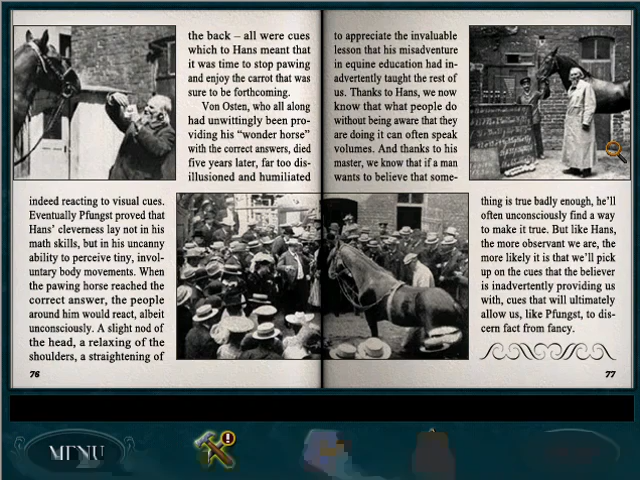 indeed reacting to visual cues.
Eventually Pfungst proved that
Hans' cleverness lay not in his
math skills, but in his uncanny
ability to perceive tiny, invol-
untary body movements. When
the pawing horse reached the
correct answer, the people
around him would react, albeit
unconsciously. A slight nod of
the head, a relaxing of the
shoulders, a straightening of
the back – all were cues
which to Hans meant that
it was time to stop pawing
and enjoy the carrot that was
sure to be forthcoming.
Von Osten, who all along
had unwittingly been pro-
viding his "wonder horse"
with the correct answers, died
five years later, far too dis-
illusioned and humiliated
76
to appreciate the invaluable
lesson that his misadventure
in equine education had in-
advertently taught the rest of
us. Thanks to Hans, we now
know that what people do
without being aware that they
are doing it can often speak
volumes. And thanks to his
master, we know that if a man
wants to believe that some-
thing is true badly enough, he'll
often unconsciously find a way
to make it true. But like Hans,
the more observant we are, the
more likely it is that we'll pick
up on the cues that the believer
is inadvertently providing us
with, cues that will ultimately
allow us, like Pfungst, to dis-
cern fact from fancy.
77
MENU